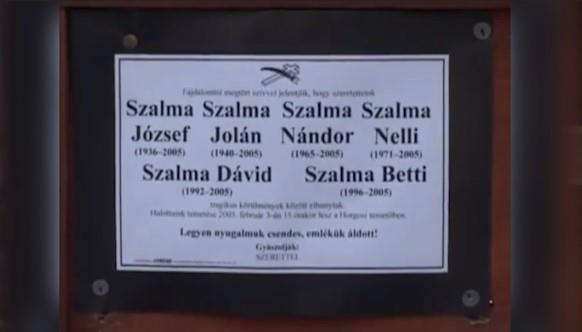 Fájdalomtól megtört szívvel jelentjük, hogy szeretteink
Szalma Szalma Szalma Szalma
József Jolán Nándor Nelli
(1936–2005) (1940–2005) (1965–2005) (1971–2005)
Szalma Dávid Szalma Betti
(1992–2005) (1996–2005)
tragikus körülmények között elhunytak.
Halottaink temetése 2005. február 3-án 15 órakor lesz a Horgosi temetőben.
Legyen nyugalmuk csendes, emlékük áldott!
Gyászolják:
SZERETTEI